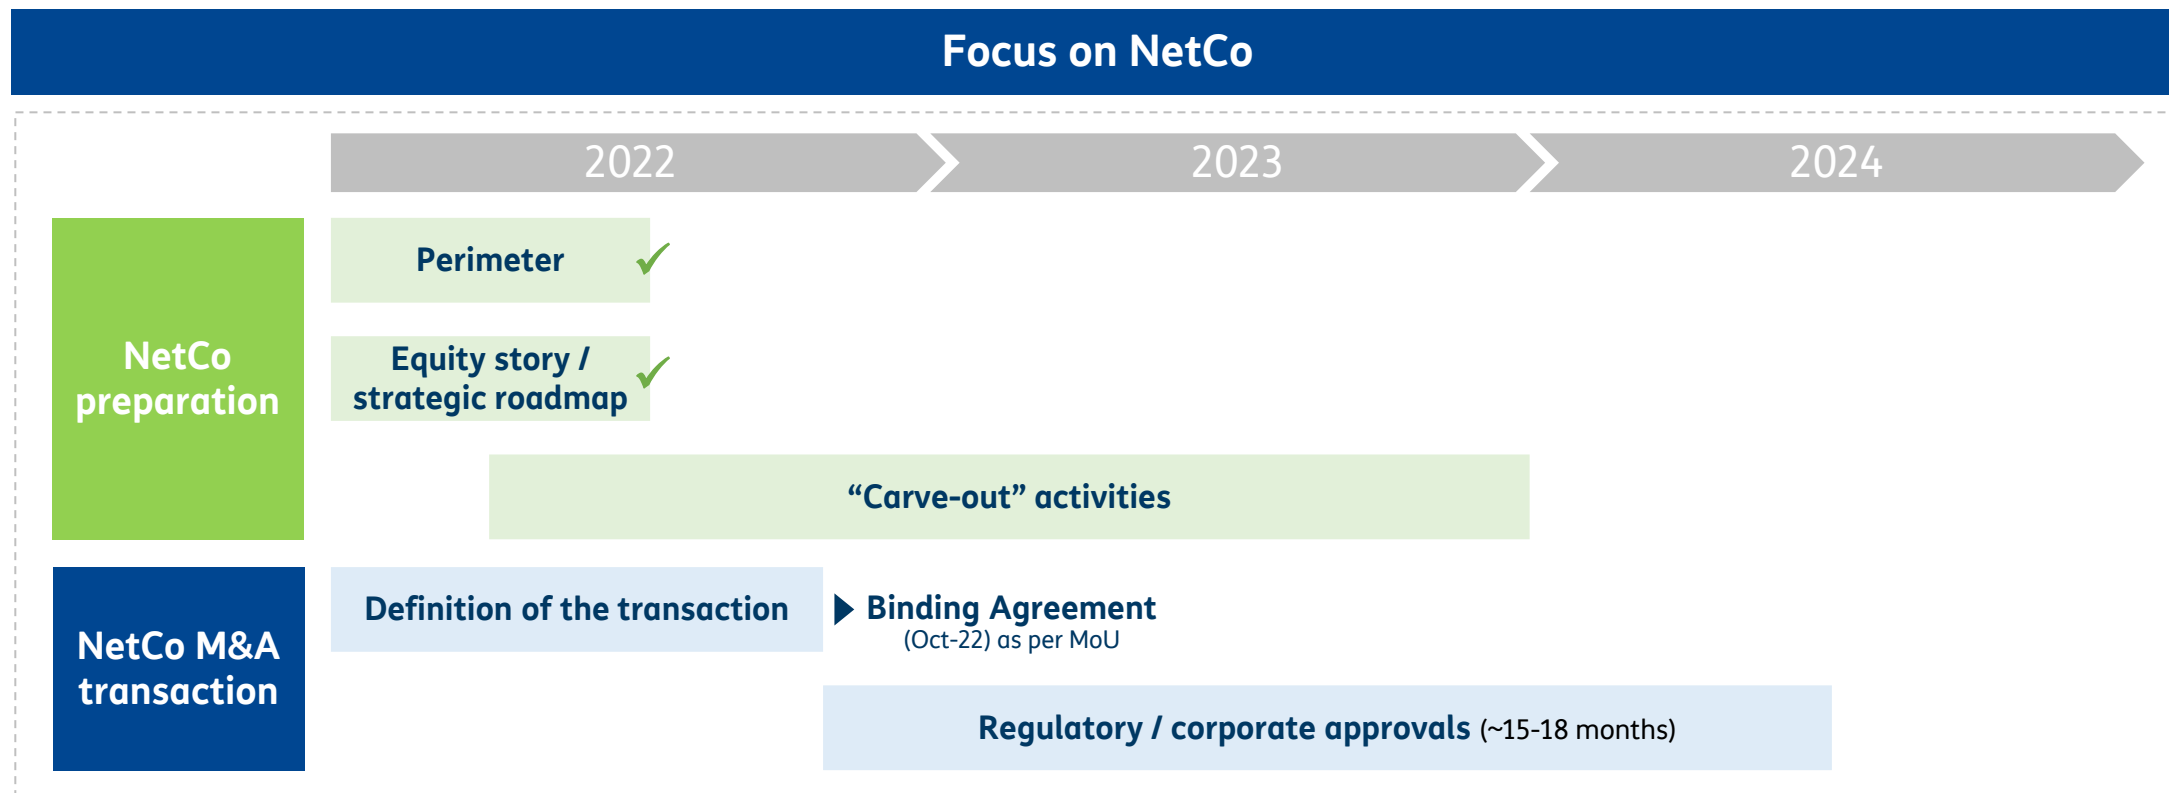 Focus on NetCo
2022
2023
2024
NetCo
preparation
Perimeter
Equity story /
strategic roadmap
“Carve-out” activities
NetCo M&A
transaction
Definition of the transaction
Binding Agreement
(Oct-22) as per MoU
Regulatory / corporate approvals (~15-18 months)